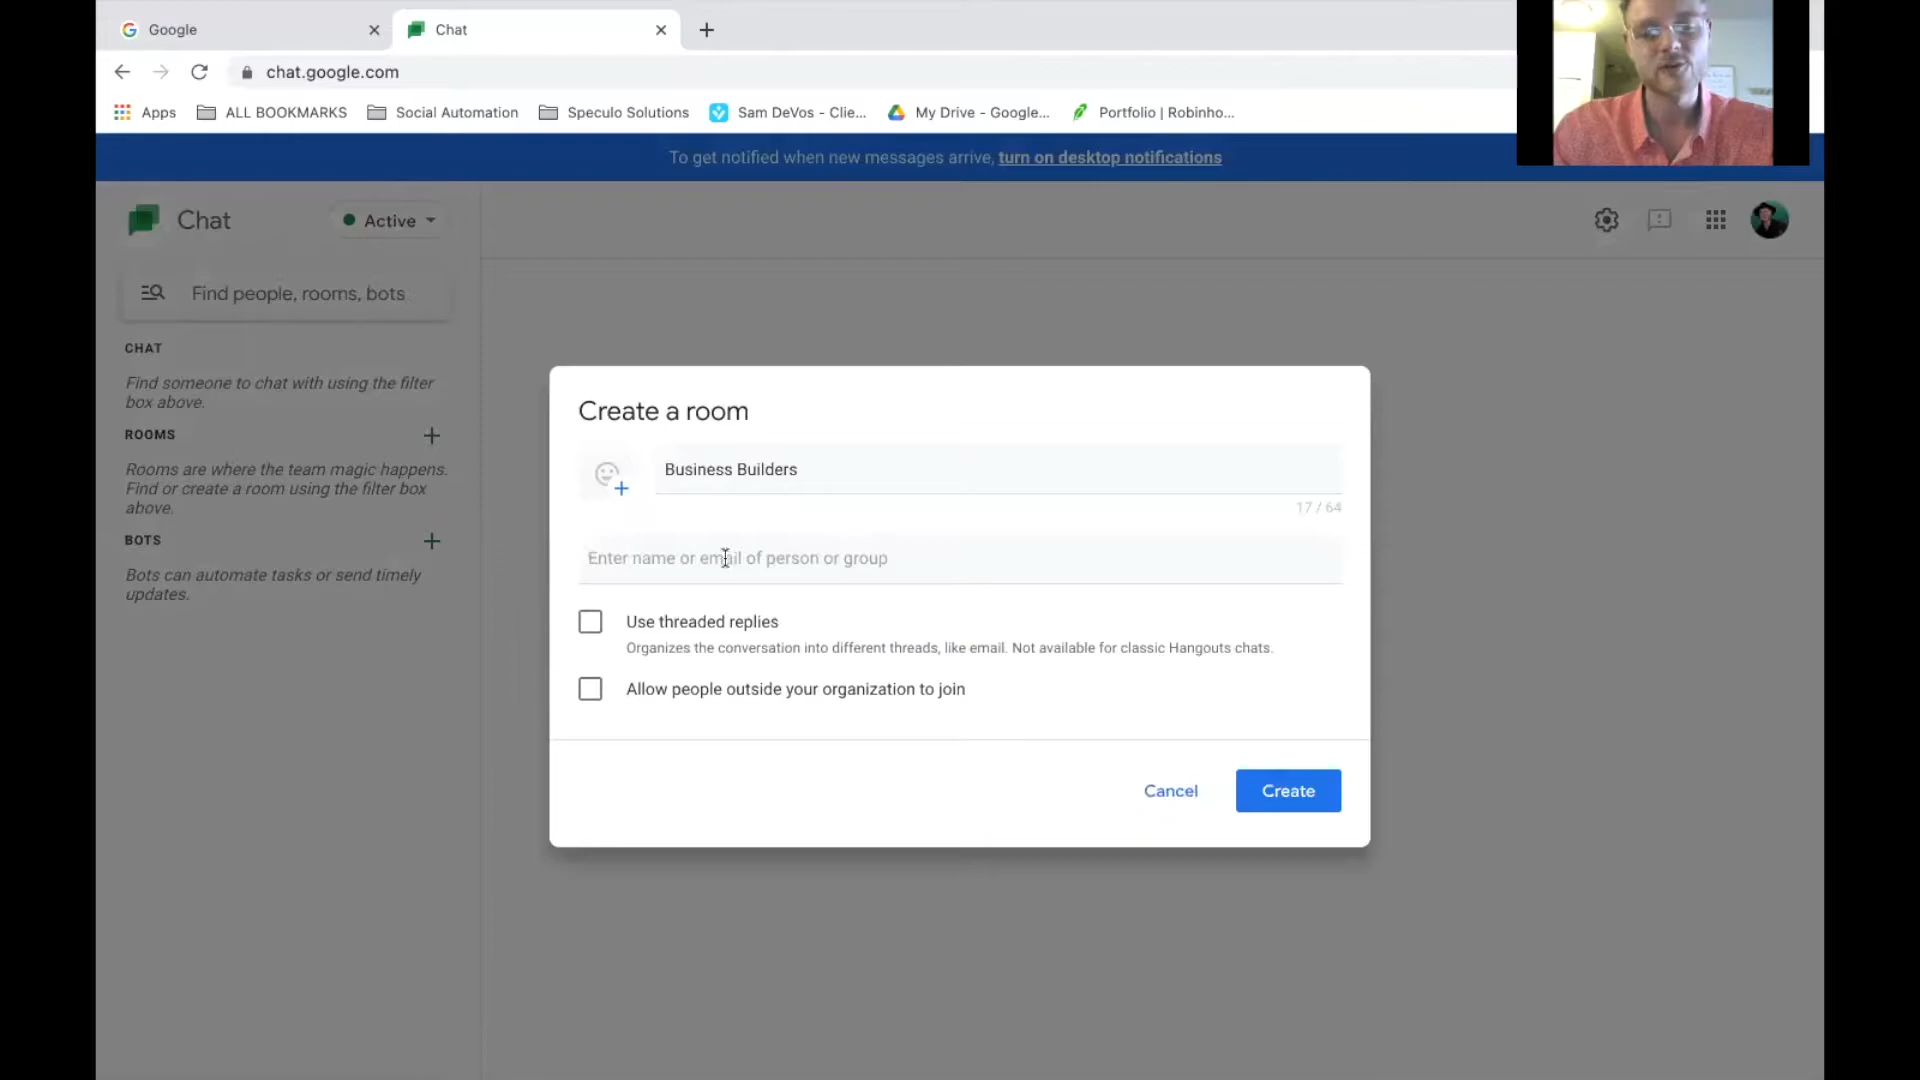 Google
Chat
chat.google.com
Apps
ALL BOOKMARKS
Social Automation
Speculo Solutions
Sam DeVos - Clie...
My Drive - Google...
Portfolio | Robinho...
To get notified when new messages arrive, turn on desktop notifications
Chat
Active
Find people, rooms, bots
CHAT
Find someone to chat with using the filter
box above.
ROOMS
Rooms are where the team magic happens.
Find or create a room using the filter box
above.
BOTS
Bots can automate tasks or send timely
updates.
Create a room
Business Builders
17 / 64
Enter name or email of person or group
Use threaded replies
Organizes the conversation into different threads, like email. Not available for classic Hangouts chats.
Allow people outside your organization to join
Cancel
Create